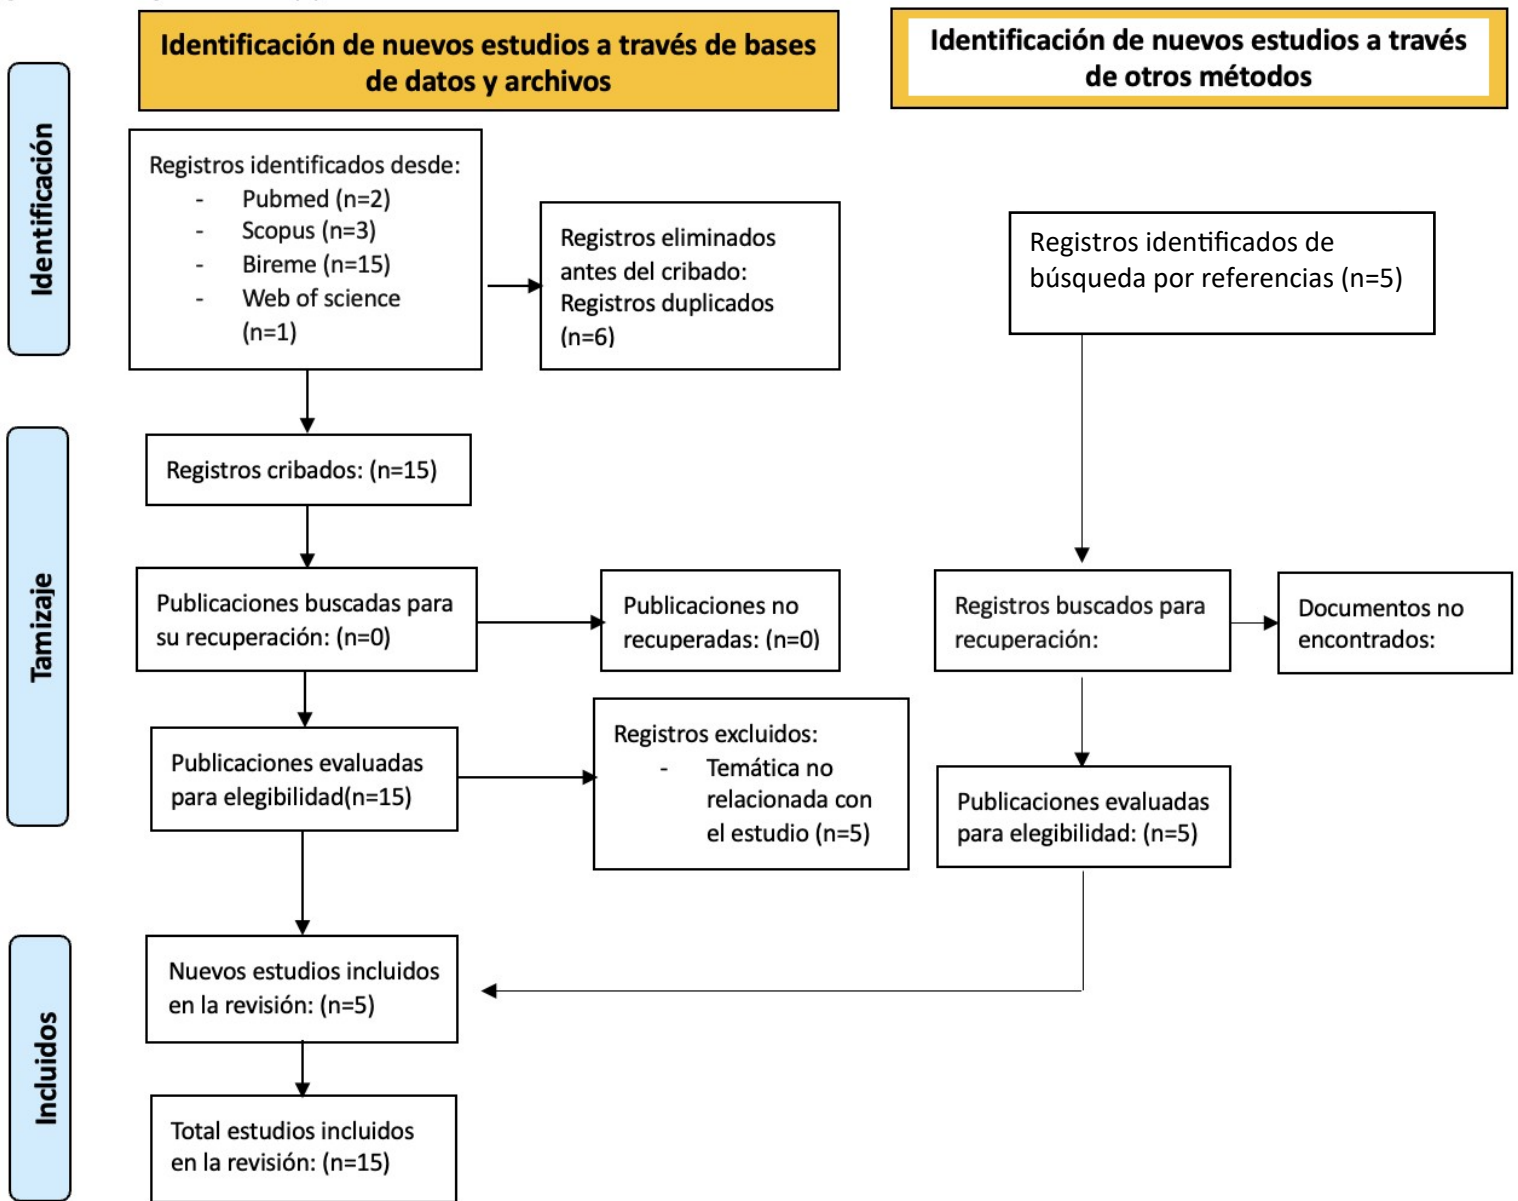 Identificación de nuevos estudios a través de bases
de datos y archivos
Identificación de nuevos estudios a través
de otros métodos
Identificación
Registros identificados desde:
- Pubmed (n=2)
- Scopus (n=3)
- Bireme (n=15)
- Web of science
(n=1)
Registros eliminados
antes del cribado:
Registros duplicados
(n=6)
Registros identificados de
búsqueda por referencias (n=5)
Tamizaje
Registros cribados: (n=15)
Publicaciones buscadas para
su recuperación: (n=0)
Publicaciones no
recuperadas: (n=0)
Registros buscados para
recuperación:
Documentos no
encontrados:
Publicaciones evaluadas
para elegibilidad(n=15)
Registros excluidos:
- Temática no
relacionada con
el estudio (n=5)
Publicaciones evaluadas
para elegibilidad: (n=5)
Incluidos
Nuevos estudios incluidos
en la revisión: (n=5)
Total estudios incluidos
en la revisión: (n=15)